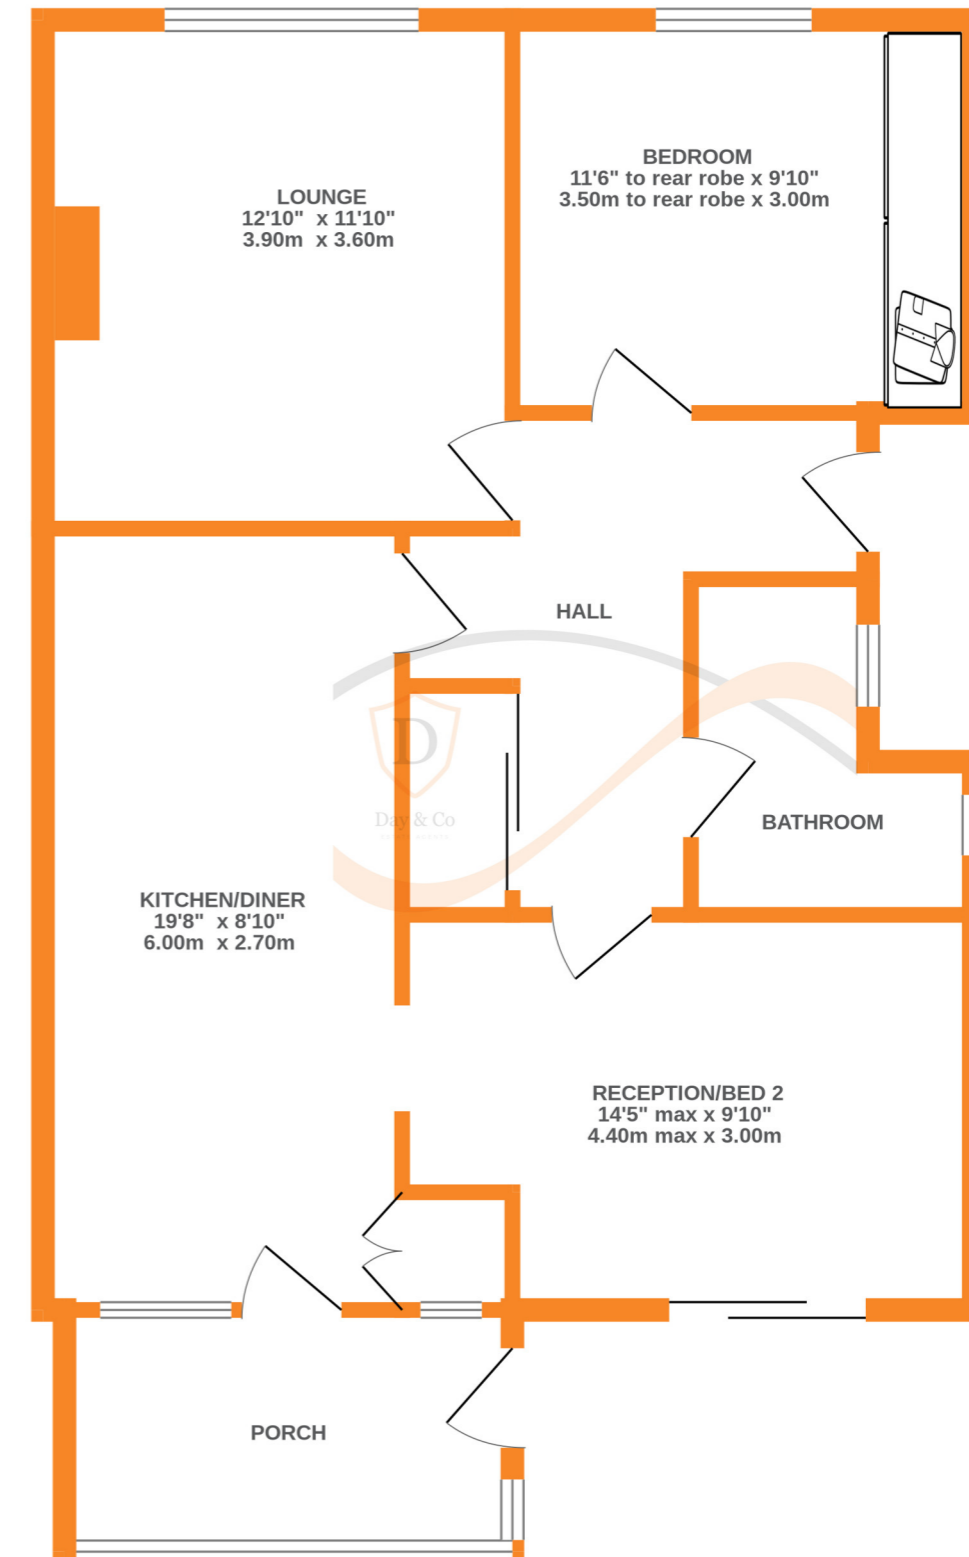 LOUNGE
12'10" x 11'10"
3.90m x 3.60m
BEDROOM
11'6" to rear robe x 9'10"
3.50m to rear robe x 3.00m
HALL
D
Day & Co
BATHROOM
KITCHEN/DINER
19'8" x 8'10"
6.00m x 2.70m
RECEPTION/BED 2
14'5" max x 9'10"
4.40m max x 3.00m
PORCH